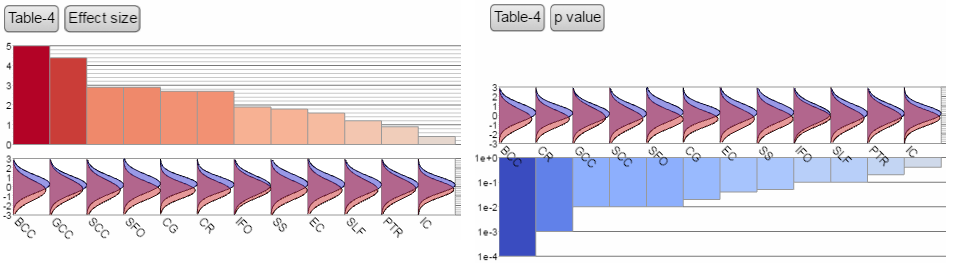 Table-4 Effect size
5
4
3
2
1
0
3
2
1
0
-1
-2
-3
BCC GCC SCC SFO CG CR IFO SS EC SLF PTR IC
Table-4 p value
3
2
1
0
-1
-2
-3
BCC CR GCC SCC SFO CG EC SS IFO SLF PTR IC
1e+0
1e-1
1e-2
1e-3
1e-4